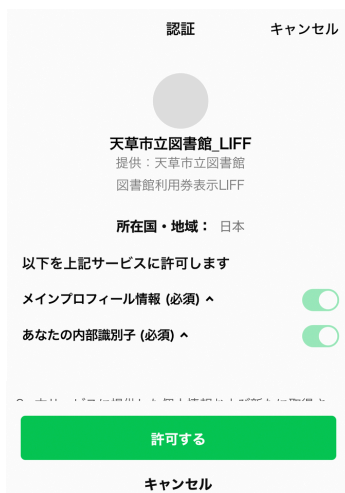 認証
キャンセル
天草市立図書館_LIFF
提供：天草市立図書館
図書館利用券表示LIFF
所在国・地域： 日本
以下を上記サービスに許可します
メインプロフィール情報 (必須)
あなたの内部識別子 (必須)
許可する
キャンセル